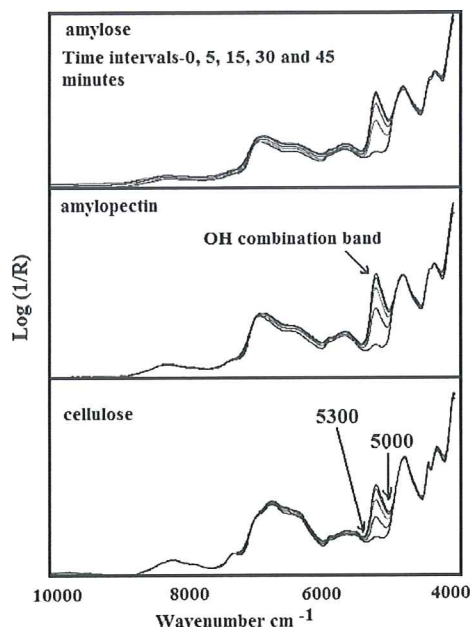 amylose
Time intervals-0, 5, 15, 30 and 45
minutes
amylopectin
OH combination band
Log (1/R)
cellulose
5300
5000
10000 8000 6000 4000
Wavenumber cm -1